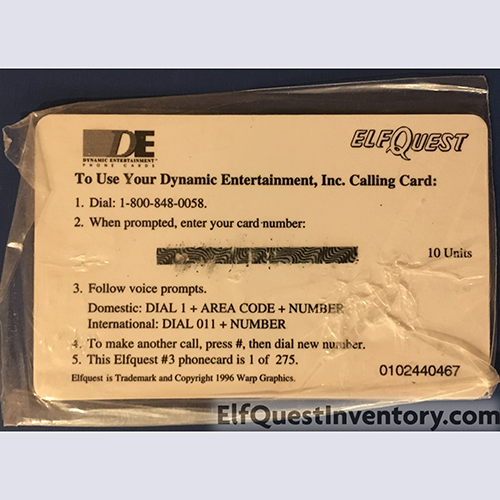 DE
DYNAMIC ENTERTAINMENT™
PHONE CARDS
ELFQUEST
To Use Your Dynamic Entertainment, Inc. Calling Card:
1. Dial: 1-800-848-0058.
2. When prompted, enter your card number:
10 Units
3. Follow voice prompts.
Domestic: DIAL 1 + AREA CODE + NUMBER
International: DIAL 011 + NUMBER
4. To make another call, press #, then dial new number.
5. This Elfquest #3 phonecard is 1 of 275.
Elfquest is Trademark and Copyright 1996 Warp Graphics.
0102440467
ElfQuestInventory.com